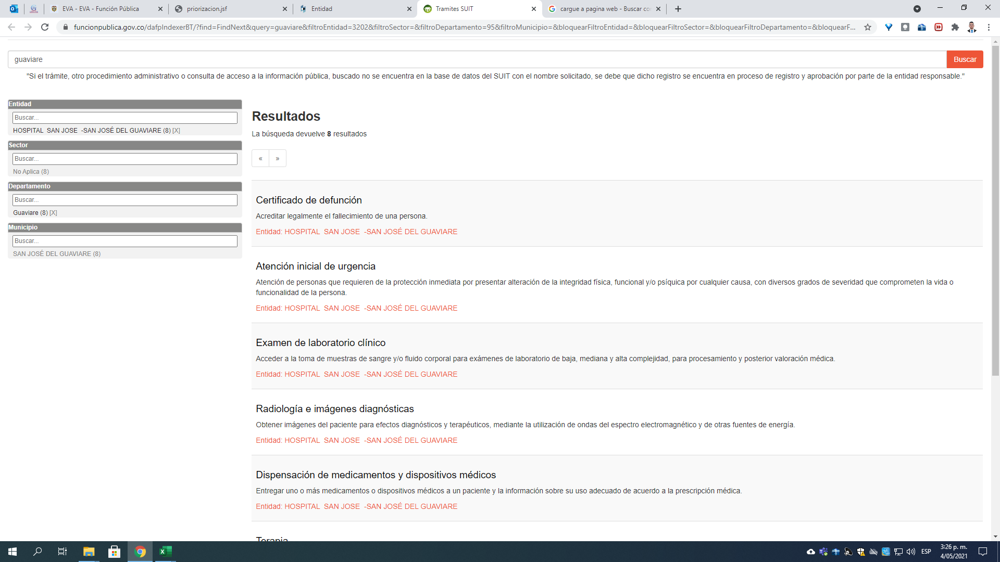 EVA - EVA - Función Pública
priorizacion.jsf
Entidad
Tramites SUIT
cargue a pagina web - Buscar co
funcionpublica.gov.co/dafpIndexerBT/?find=FindNext&query=guaviare&filtroEntidad=3202&filtroSector=&filtroDepartamento=95&filtroMunicipio=&bloquearFiltroEntidad=&bloquearFiltroSector=&bloquearFiltroDepartamento=&bloquearF...
guaviare
Buscar
"Si el trámite, otro procedimiento administrativo o consulta de acceso a la información pública, buscado no se encuentra en la base de datos del SUIT con el nombre solicitado, se debe que dicho registro se encuentra en proceso de registro y aprobación por parte de la entidad responsable."
Entidad
Buscar...
HOSPITAL SAN JOSE -SAN JOSÉ DEL GUAVIARE (8) [X]
Sector
Buscar...
No Aplica (8)
Departamento
Buscar...
Guaviare (8) [X]
Municipio
Buscar...
SAN JOSÉ DEL GUAVIARE (8)
Resultados
La búsqueda devuelve 8 resultados
« »
Certificado de defunción
Acreditar legalmente el fallecimiento de una persona.
Entidad: HOSPITAL SAN JOSE -SAN JOSÉ DEL GUAVIARE
Atención inicial de urgencia
Atención de personas que requieren de la protección inmediata por presentar alteración de la integridad física, funcional y/o psíquica por cualquier causa, con diversos grados de severidad que comprometen la vida o
funcionalidad de la persona.
Entidad: HOSPITAL SAN JOSE -SAN JOSÉ DEL GUAVIARE
Examen de laboratorio clínico
Acceder a la toma de muestras de sangre y/o fluido corporal para exámenes de laboratorio de baja, mediana y alta complejidad, para procesamiento y posterior valoración médica.
Entidad: HOSPITAL SAN JOSE -SAN JOSÉ DEL GUAVIARE
Radiología e imágenes diagnósticas
Obtener imágenes del paciente para efectos diagnósticos y terapéuticos, mediante la utilización de ondas del espectro electromagnético y de otras fuentes de energía.
Entidad: HOSPITAL SAN JOSE -SAN JOSÉ DEL GUAVIARE
Dispensación de medicamentos y dispositivos médicos
Entregar uno o más medicamentos o dispositivos médicos a un paciente y la información sobre su uso adecuado de acuerdo a la prescripción médica.
Entidad: HOSPITAL SAN JOSE -SAN JOSÉ DEL GUAVIARE
Terapia
ESP
3:26 p. m.
4/05/2021